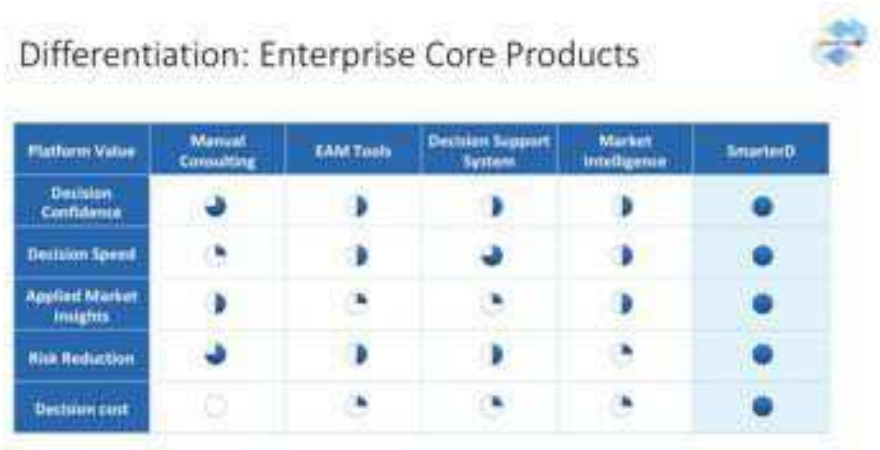 Differentiation: Enterprise Core Products
Platform Value
Manual
Consulting
EAM Tools
Decision Support
System
Market
Intelligence
SmarterD
Decision
Confidence
Decision Speed
Applied Market
Insights
Risk Reduction
Decision cost